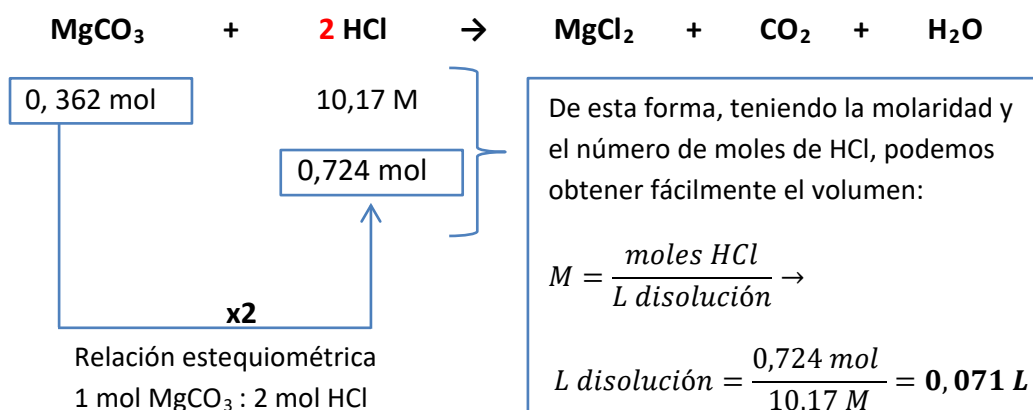 MgCO₃ + 2 HCl → MgCl₂ + CO₂ + H₂O
0, 362 mol
10,17 M
0,724 mol
x2
Relación estequiométrica
1 mol MgCO₃ : 2 mol HCl
De esta forma, teniendo la molaridad y
el número de moles de HCl, podemos
obtener fácilmente el volumen:
M = moles HCl / L disolución →
L disolución = 0,724 mol / 10,17 M = 0,071 L